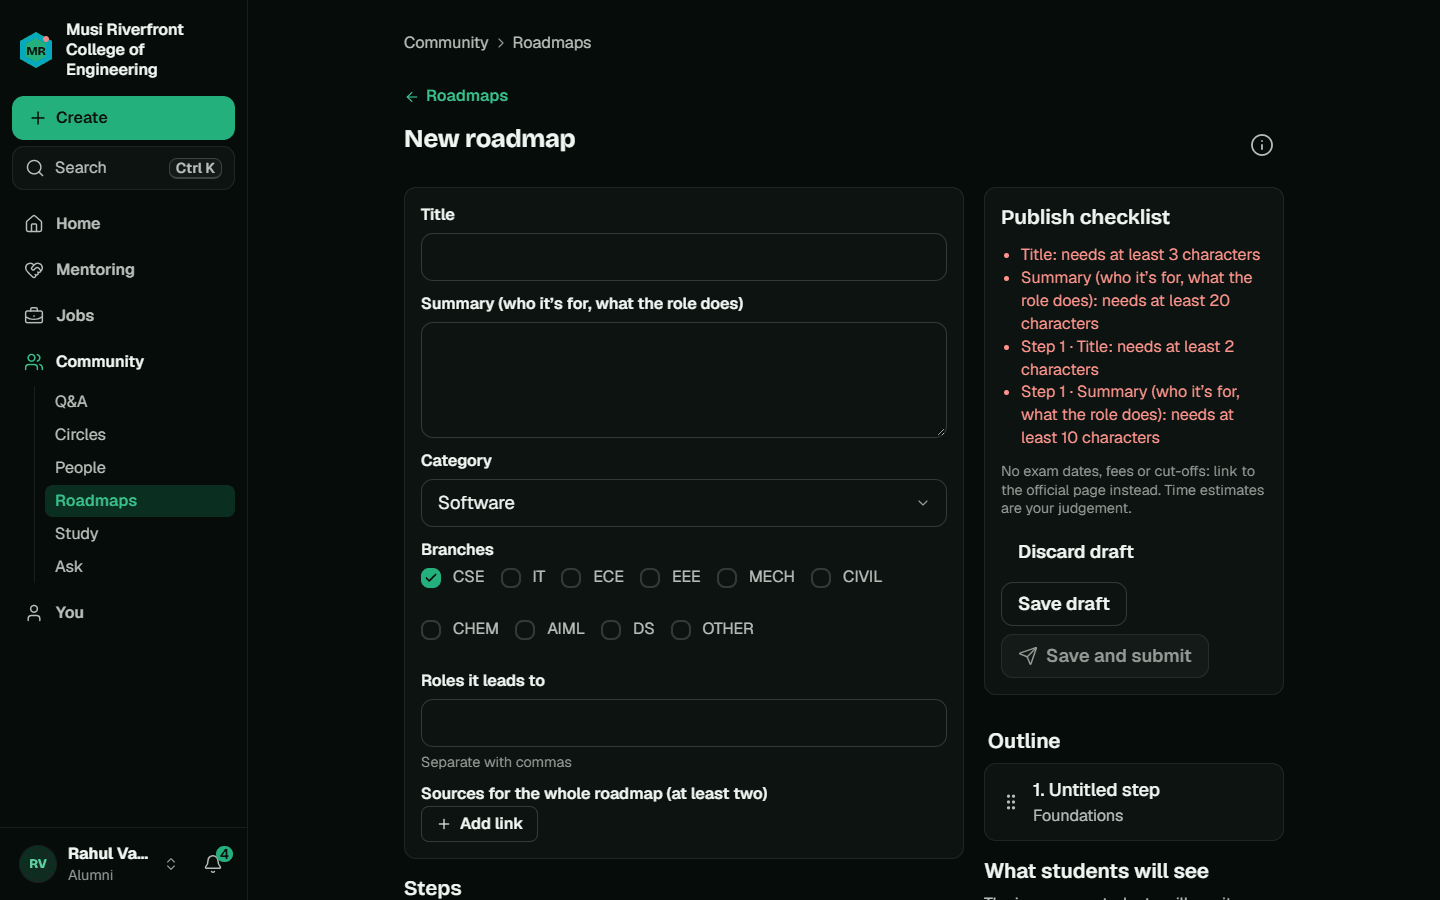 MR
Musi Riverfront
College of
Engineering
Create
Search
Ctrl K
Home
Mentoring
Jobs
Community
Q&A
Circles
People
Roadmaps
Study
Ask
You
RV
Rahul Va...
Alumni
4
Community
Roadmaps
Roadmaps
New roadmap
Title
Summary (who it’s for, what the role does)
Category
Software
Branches
CSE IT ECE EEE MECH CIVIL
CHEM AIML DS OTHER
Roles it leads to
Separate with commas
Sources for the whole roadmap (at least two)
Add link
Steps
Publish checklist
Title: needs at least 3 characters
Summary (who it’s for, what the
role does): needs at least 20
characters
Step 1 · Title: needs at least 2
characters
Step 1 · Summary (who it’s for,
what the role does): needs at
least 10 characters
No exam dates, fees or cut-offs: link to
the official page instead. Time estimates
are your judgement.
Discard draft
Save draft
Save and submit
Outline
1. Untitled step
Foundations
What students will see